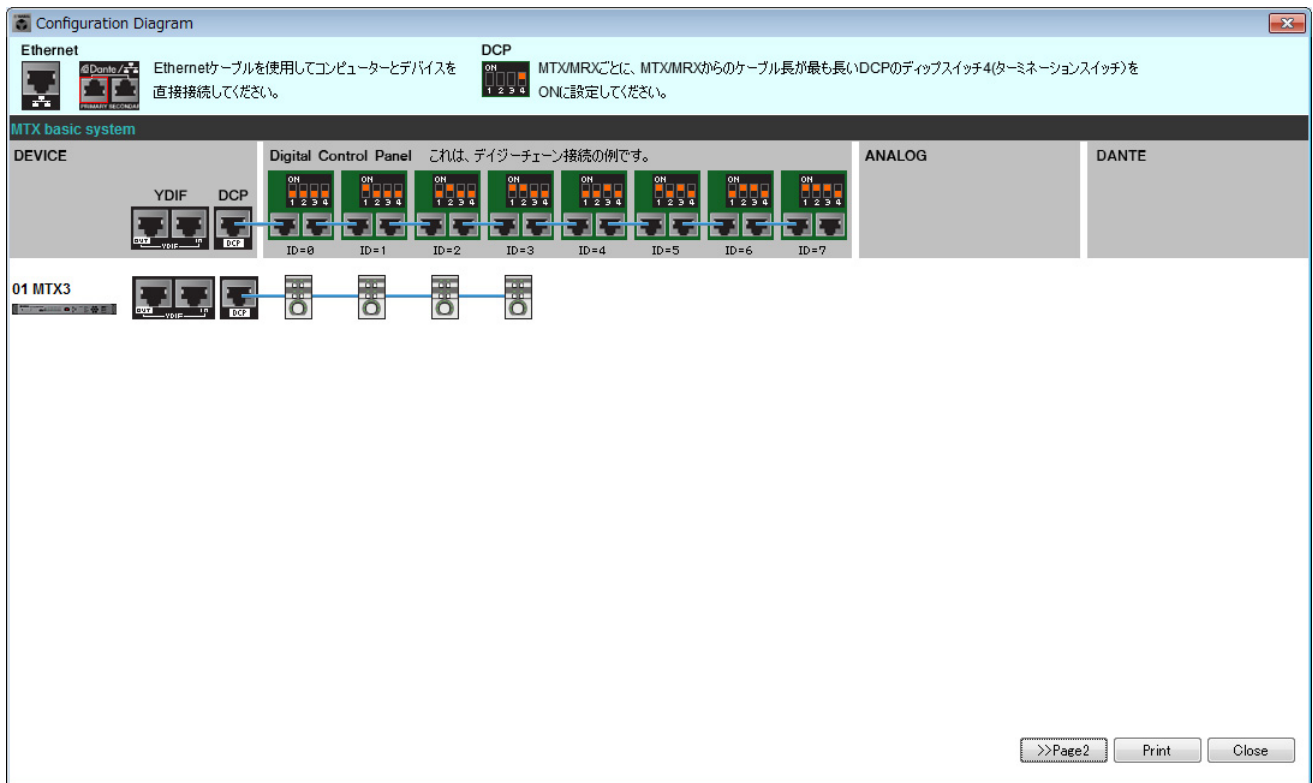 Configuration Diagram
Ethernet
Dante/
PRIMARY SECONDARY
Ethernetケーブルを使用してコンピューターとデバイスを
直接接続してください。
DCP
ON
1 2 3 4
MTX/MRXごとに、MTX/MRXからのケーブル長が最も長いDCPのディップスイッチ4(ターミネーションスイッチ)を
ONに設定してください。
MTX basic system
DEVICE
Digital Control Panel これは、デイジーチェーン接続の例です。
ANALOG
DANTE
YDIF DCP
ON ON ON ON ON ON ON ON
1 2 3 4 1 2 3 4 1 2 3 4 1 2 3 4 1 2 3 4 1 2 3 4 1 2 3 4 1 2 3 4
OUT YDIF IN DCP
ID=0 ID=1 ID=2 ID=3 ID=4 ID=5 ID=6 ID=7
01 MTX3
OUT YDIF IN DCP
>>Page2 Print Close